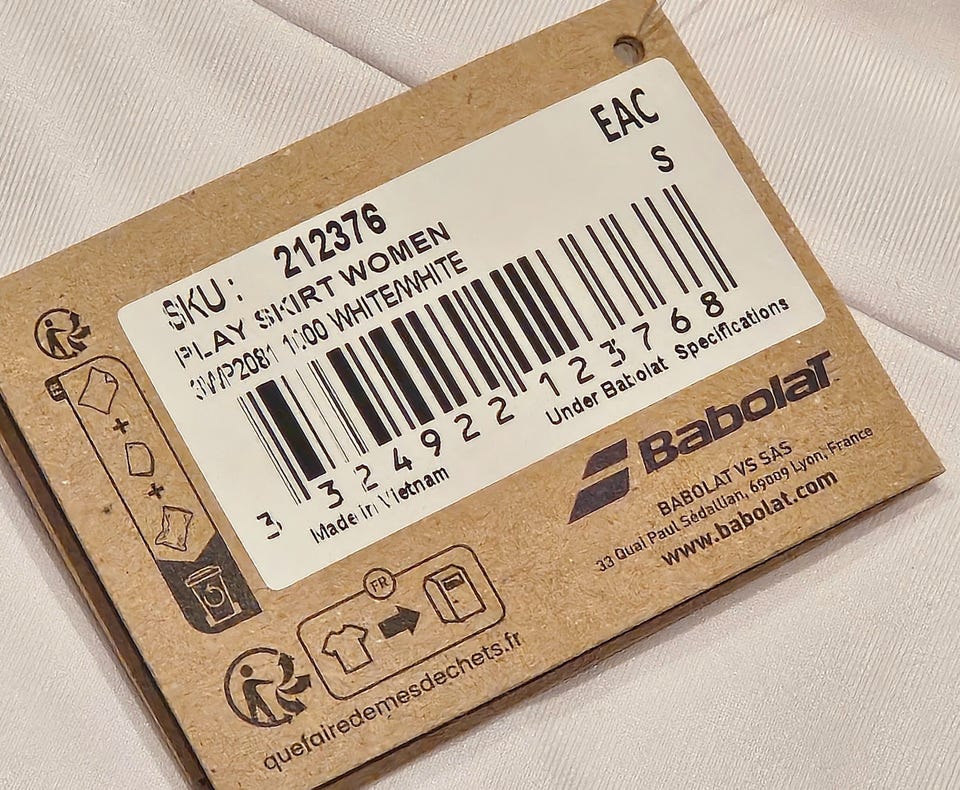 EAC
S
SKU: 212376
PLAY SKIRT WOMEN
3WP2081 1000 WHITE/WHITE
3 324922 123768
Made in Vietnam
Under Babolat Specifications
Babolat
BABOLAT VS SAS
33 Quai Paul Sédallian, 69009 Lyon, France
www.babolat.com
FR
quefairedemesdechets.fr